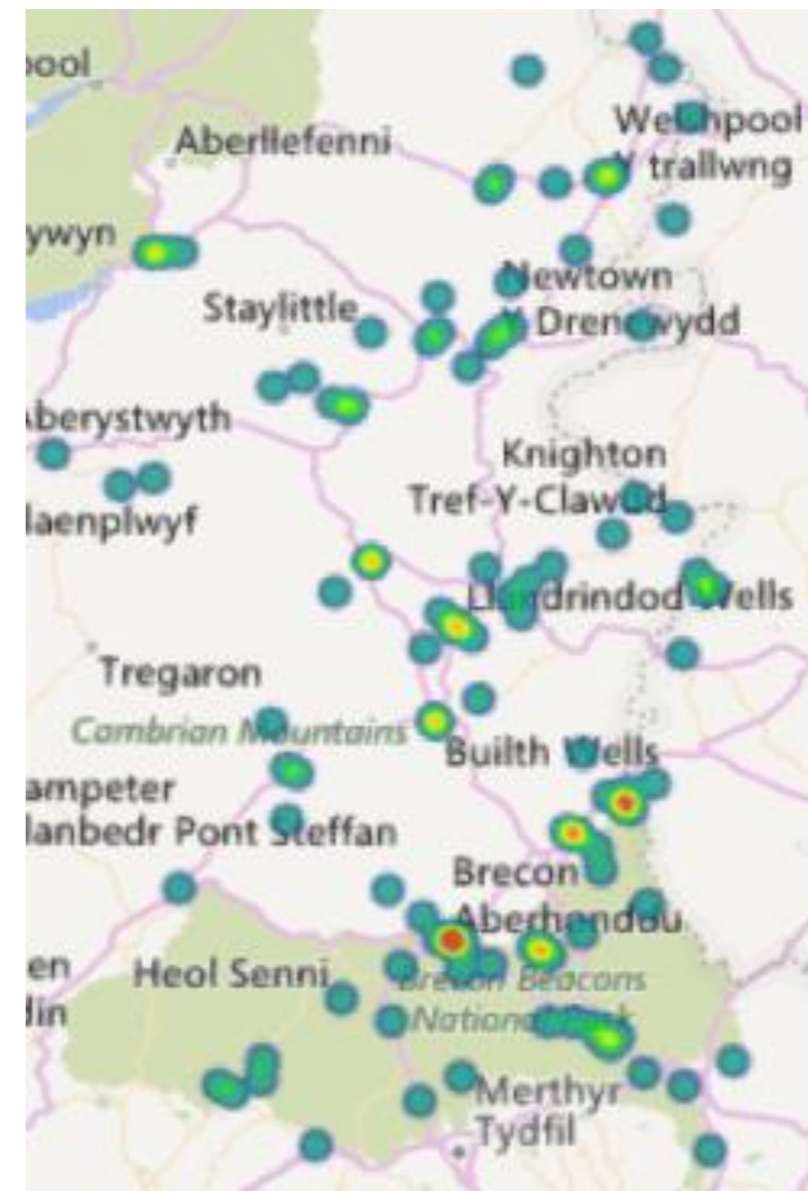 pool
Aberllefenni
Welshpool
Y trallwng
ywyn
Newtown
Staylittle
Y Drenewydd
Aberystwyth
Knighton
Tref-Y-Clawdd
laenplwyf
Llandrindod Wells
Tregaron
Cambrian Mountains
Builth Wells
ampeter
lanbedr Pont Steffan
Brecon
Aberhonddu
en
Heol Senni
Brecon Beacons
din
National Park
Merthyr
Tydfil